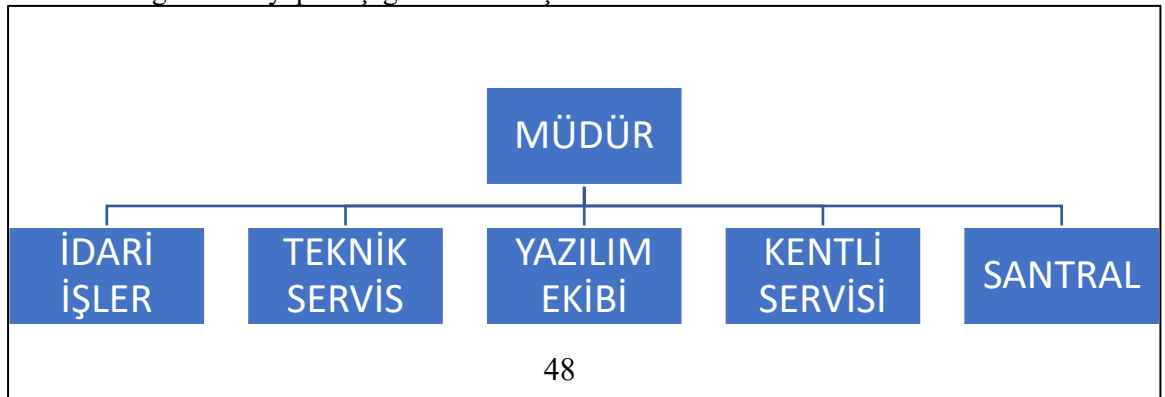 MÜDÜR
İDARİ
İŞLER
TEKNİK
SERVİS
YAZILIM
EKİBİ
KENTLİ
SERVİSİ
SANTRAL
48